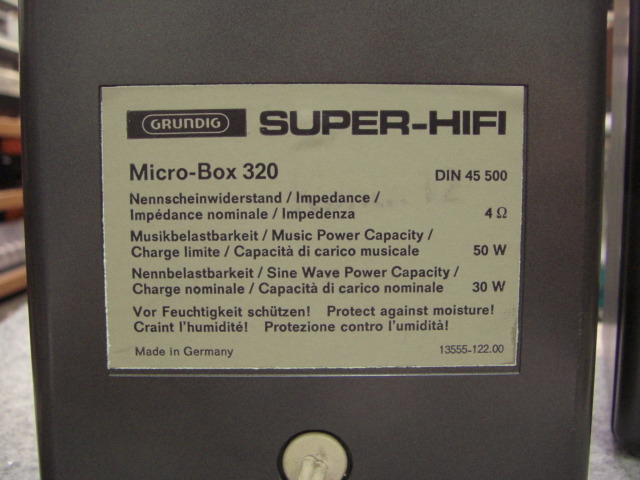 GRUNDIG SUPER-HIFI
Micro-Box 320 DIN 45 500
Nennscheinwiderstand / Impedance /
Impédance nominale / Impedenza 4 Ω
Musikbelastbarkeit / Music Power Capacity /
Charge limite / Capacità di carico musicale 50 W
Nennbelastbarkeit / Sine Wave Power Capacity /
Charge nominale / Capacità di carico nominale 30 W
Vor Feuchtigkeit schützen! Protect against moisture!
Craint l'humidité! Protezione contro l'umidità!
Made in Germany 13555-122.00